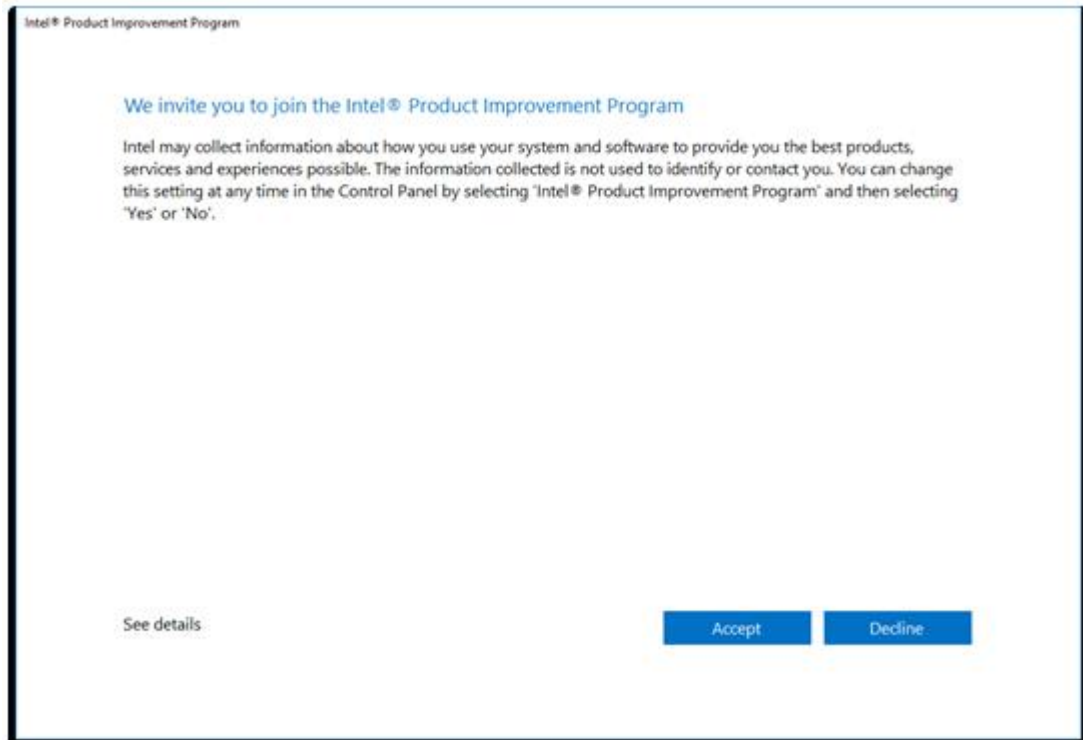 Intel® Product Improvement Program
We invite you to join the Intel® Product Improvement Program
Intel may collect information about how you use your system and software to provide you the best products,
services and experiences possible. The information collected is not used to identify or contact you. You can change
this setting at any time in the Control Panel by selecting 'Intel® Product Improvement Program' and then selecting
'Yes' or 'No'.
See details
Accept
Decline